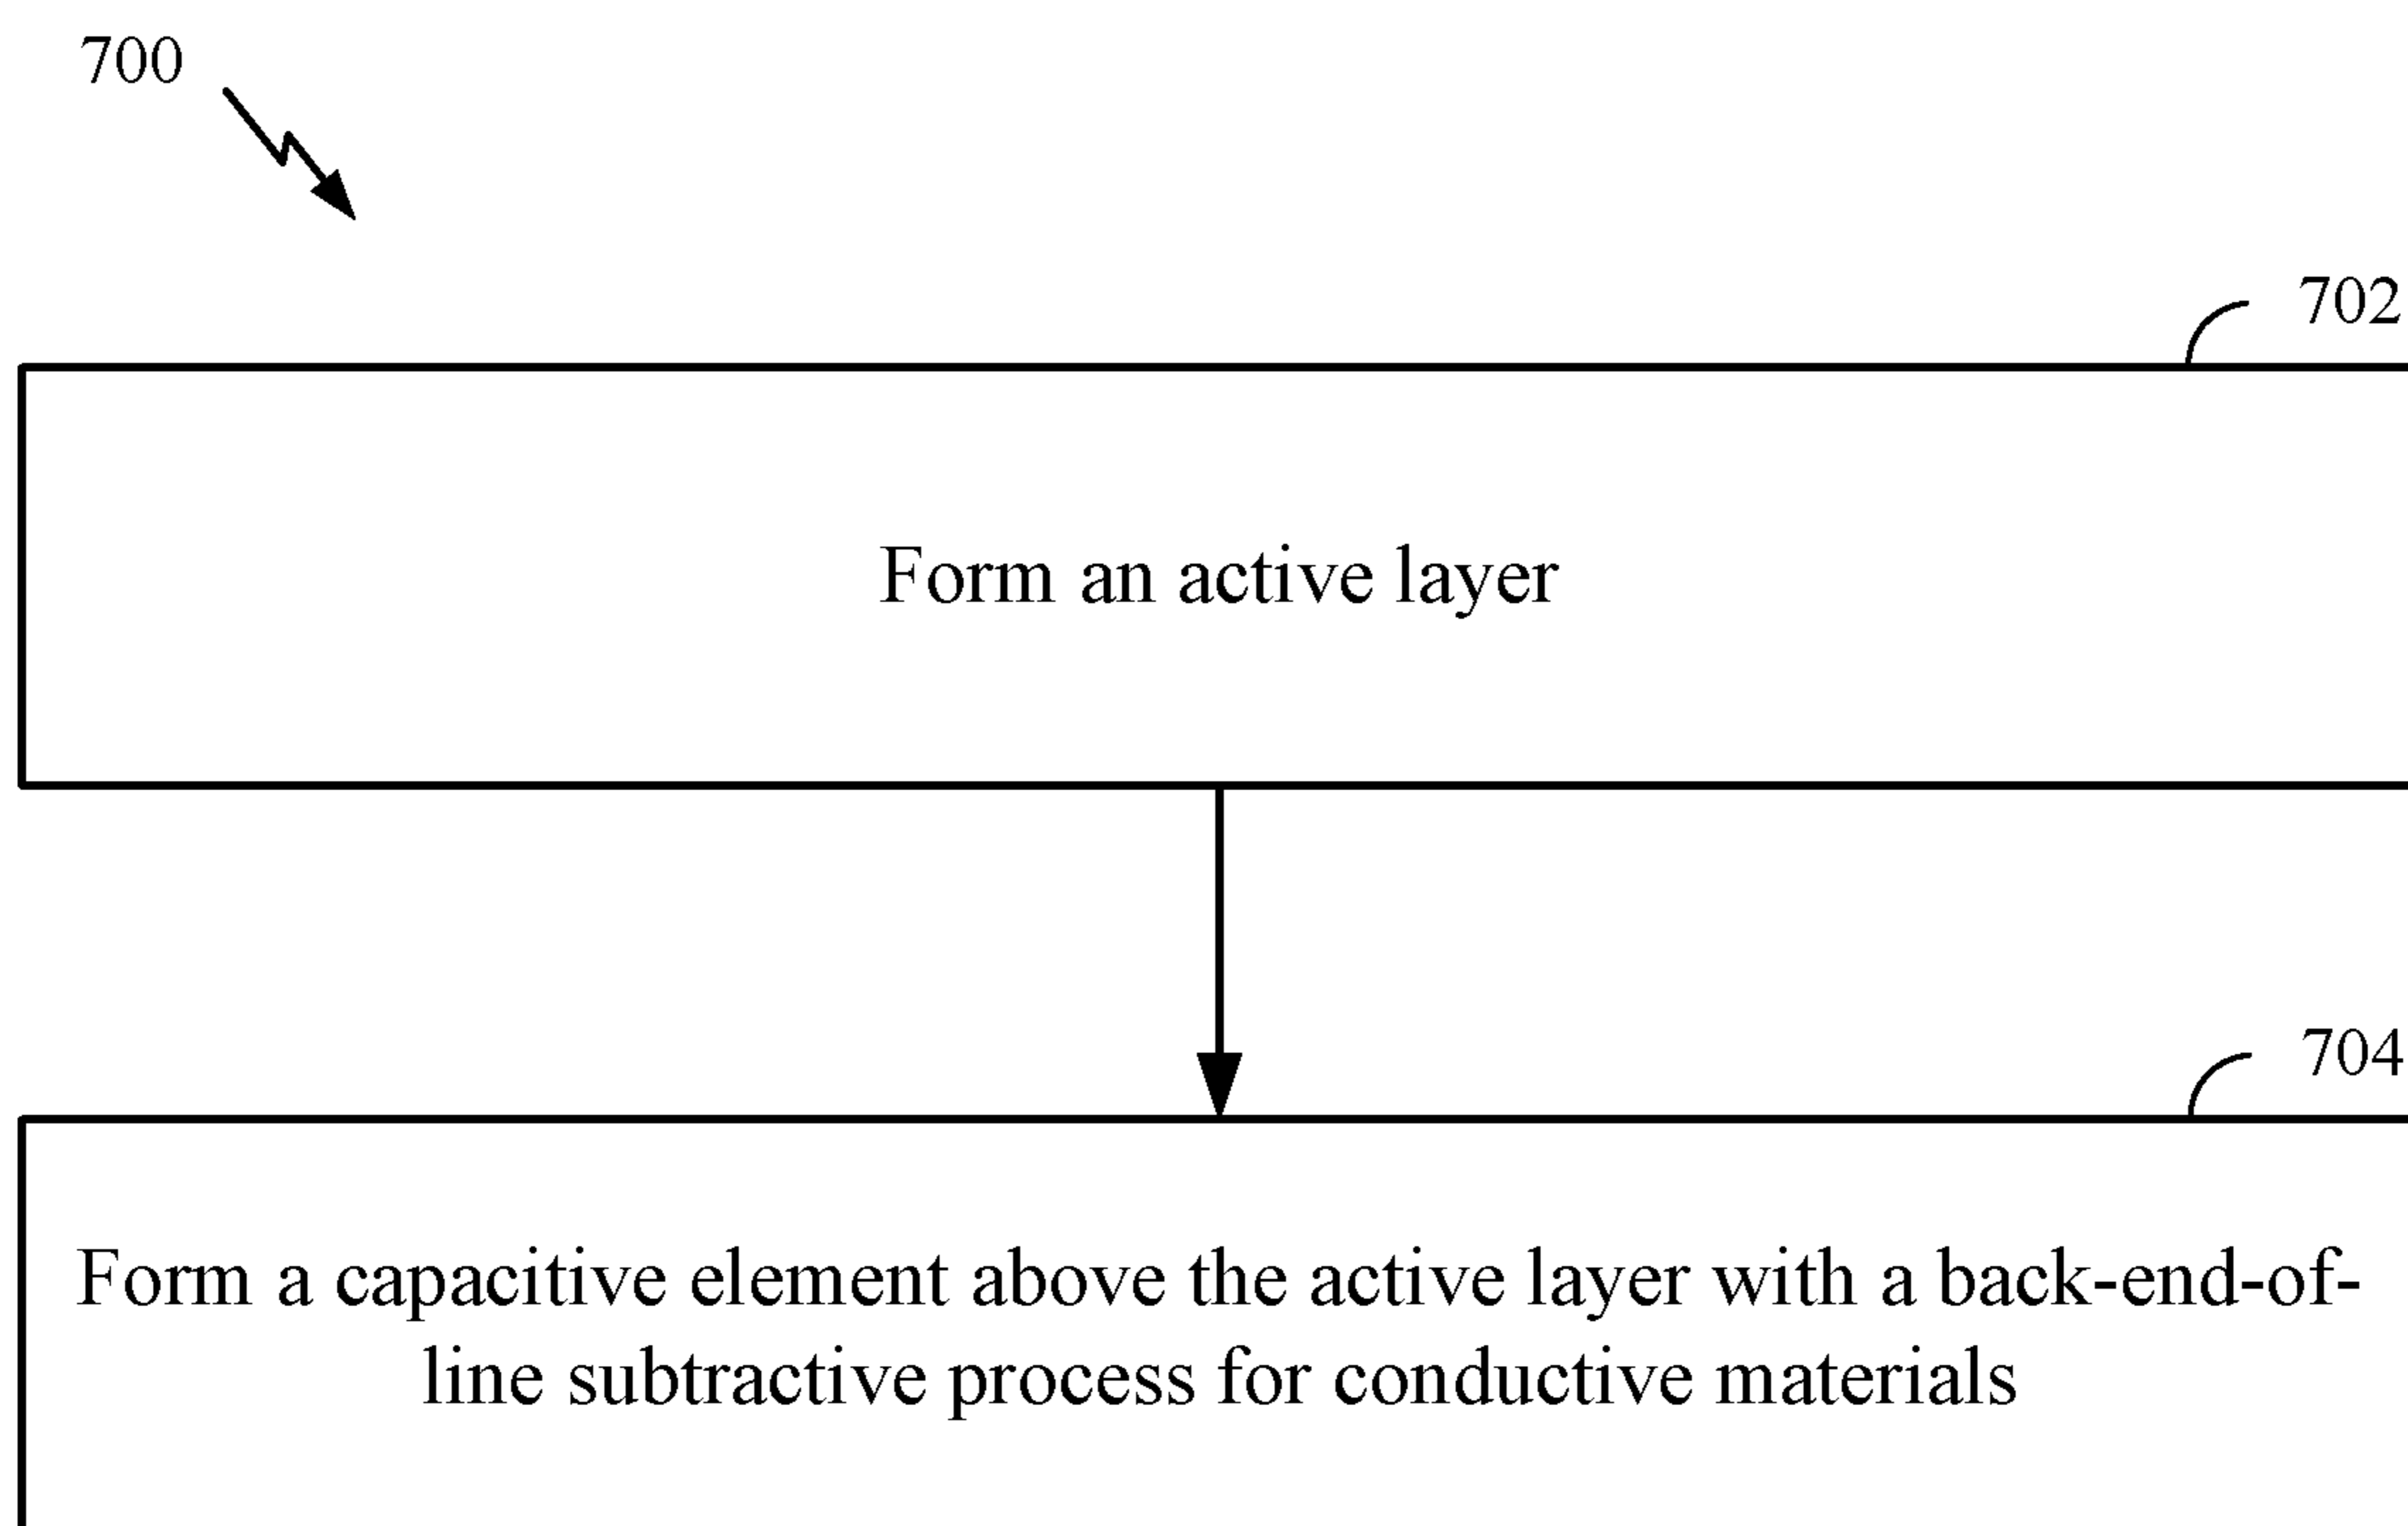 700
702
Form an active layer
704
Form a capacitive element above the active layer with a back-end-of-
line subtractive process for conductive materials